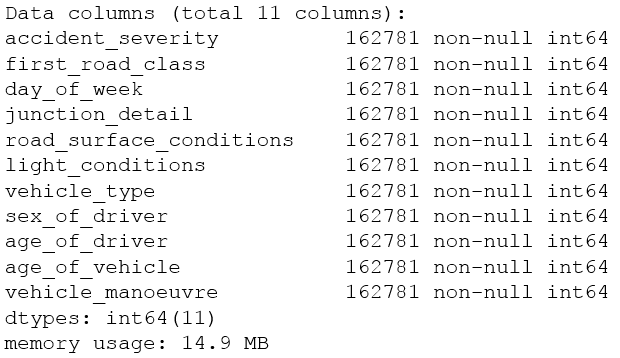 Data columns (total 11 columns):
accident_severity 162781 non-null int64
first_road_class 162781 non-null int64
day_of_week 162781 non-null int64
junction_detail 162781 non-null int64
road_surface_conditions 162781 non-null int64
light_conditions 162781 non-null int64
vehicle_type 162781 non-null int64
sex_of_driver 162781 non-null int64
age_of_driver 162781 non-null int64
age_of_vehicle 162781 non-null int64
vehicle_manoeuvre 162781 non-null int64
dtypes: int64(11)
memory usage: 14.9 MB